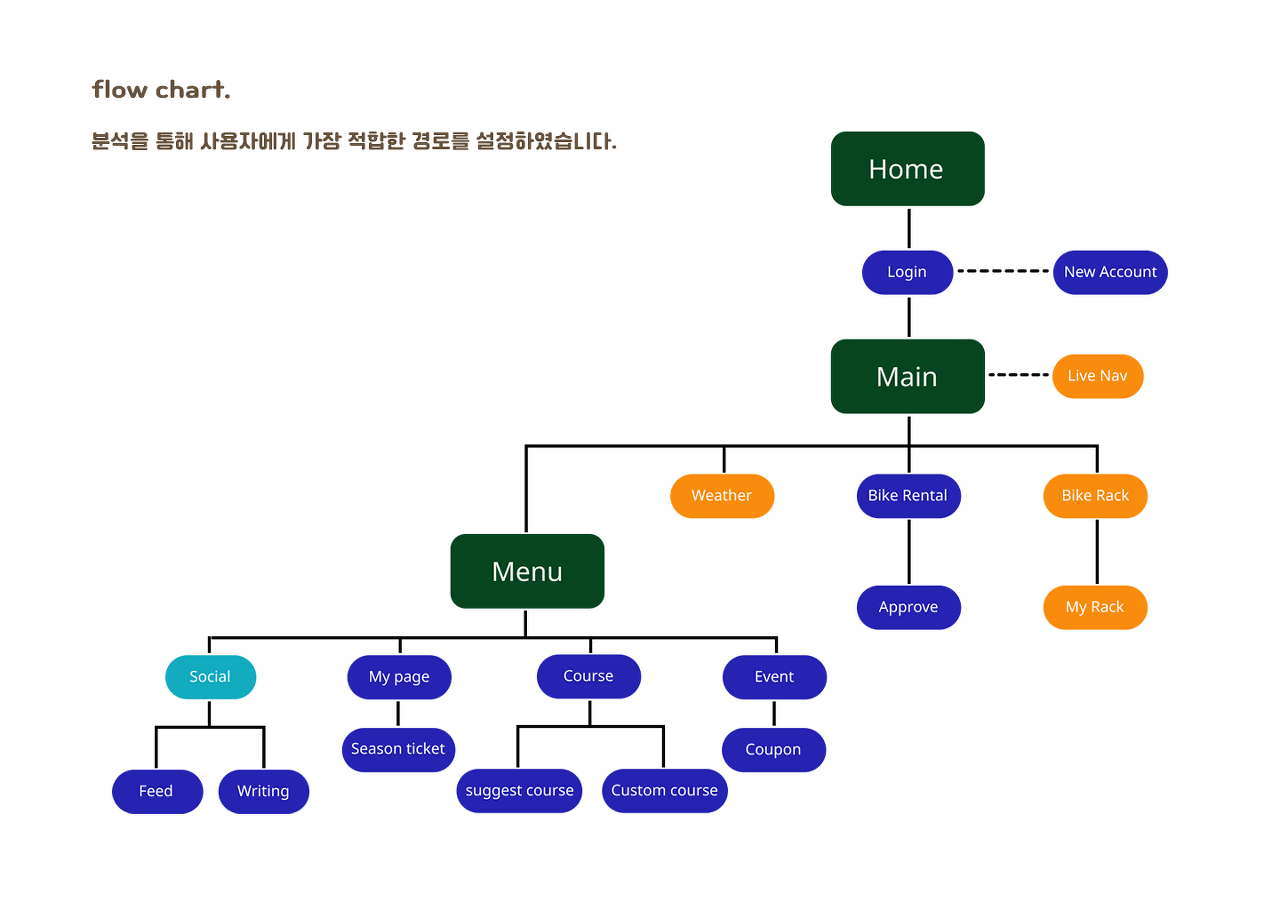 flow chart.
분석을 통해 사용자에게 가장 적합한 경로를 설정하였습니다.
Home
Login
New Account
Main
Live Nav
Weather
Bike Rental
Bike Rack
Menu
Approve
My Rack
Social
My page
Course
Event
Season ticket
Coupon
Feed
Writing
suggest course
Custom course